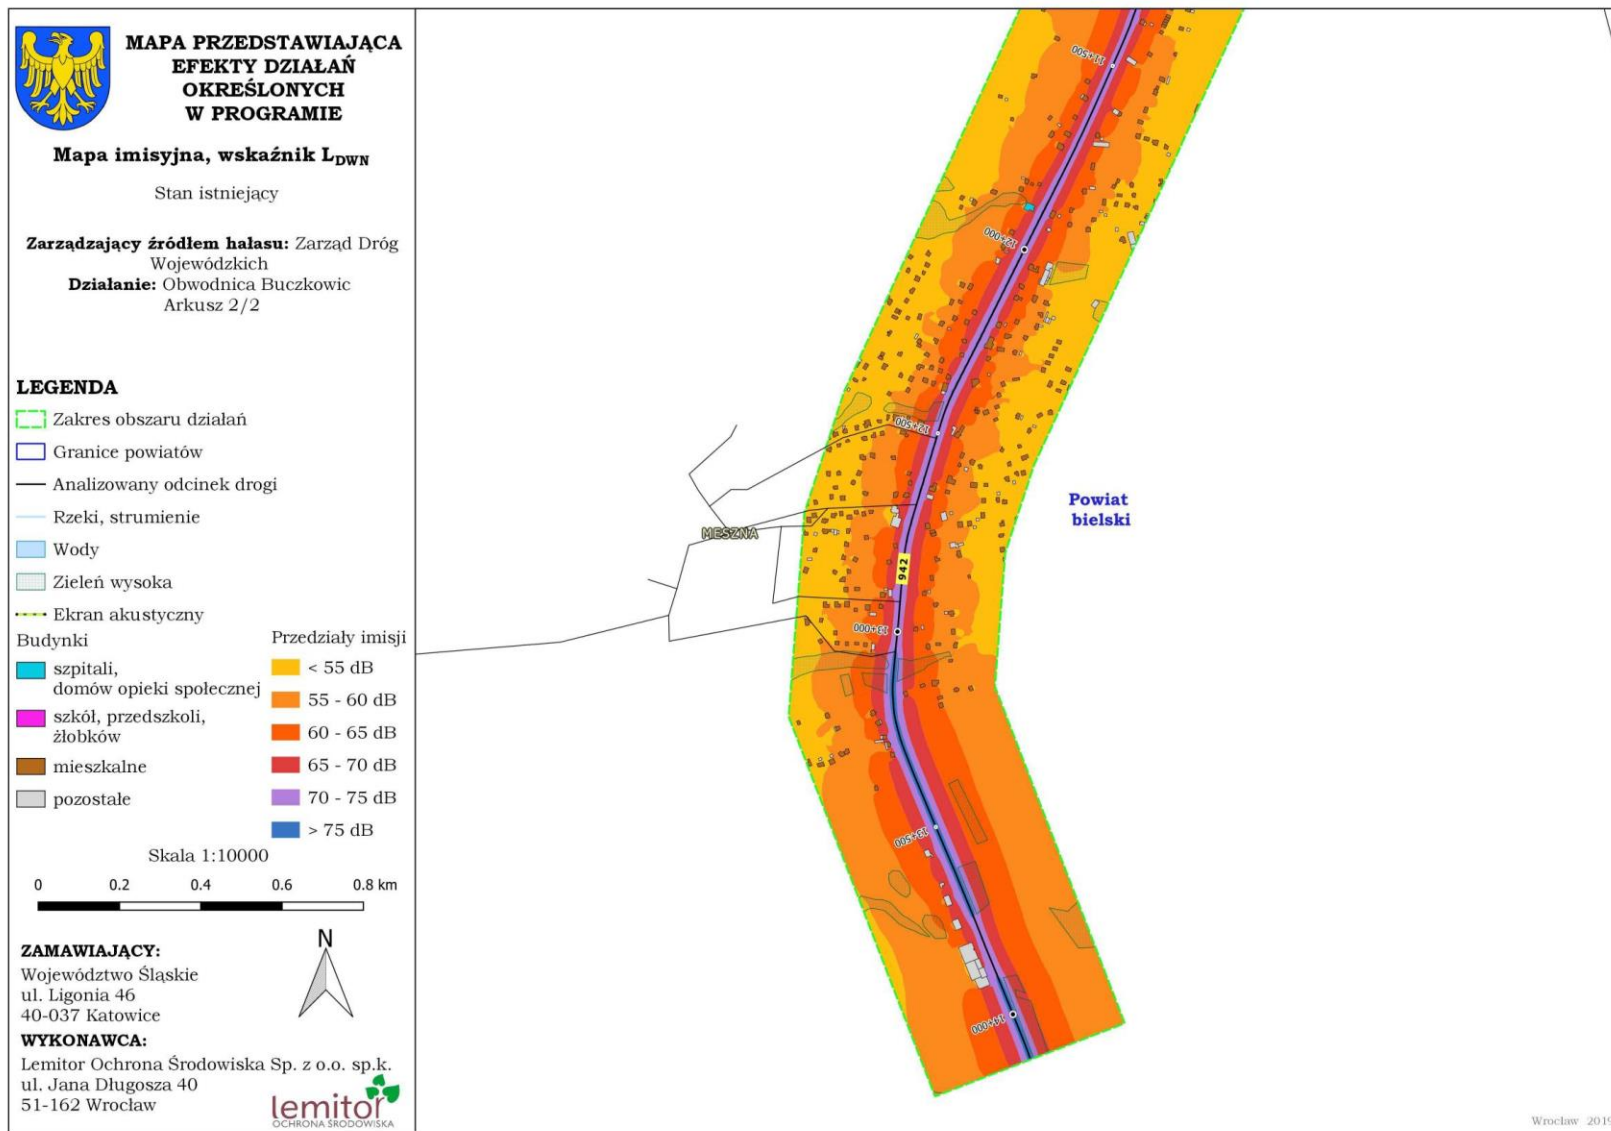 MAPA PRZEDSTAWIAJĄCA
EFEKTY DZIAŁAŃ
OKREŚLONYCH
W PROGRAMIE
Mapa imisyjna, wskaźnik LDWN
Stan istniejący
Zarządzający źródłem hałasu: Zarząd Dróg
Wojewódzkich
Działanie: Obwodnica Buczkowic
Arkusz 2/2
LEGENDA
Zakres obszaru działań
Granice powiatów
Analizowany odcinek drogi
Rzeki, strumienie
Wody
Zieleń wysoka
Ekran akustyczny
Budynki
szpitali,
domów opieki społecznej
szkół, przedszkoli,
żłobków
mieszkalne
pozostałe
Przedziały imisji
< 55 dB
55 - 60 dB
60 - 65 dB
65 - 70 dB
70 - 75 dB
> 75 dB
Skala 1:10000
0 0.2 0.4 0.6 0.8 km
N
ZAMAWIAJĄCY:
Województwo Śląskie
ul. Ligonia 46
40-037 Katowice
WYKONAWCA:
Lemitor Ochrona Środowiska Sp. z o.o. sp.k.
ul. Jana Długosza 40
51-162 Wrocław
lemitor
OCHRONA ŚRODOWISKA
11+500
12+000
12+500
MESZNA
Powiat
bielski
942
13+000
13+500
14+000
Wrocław 2019